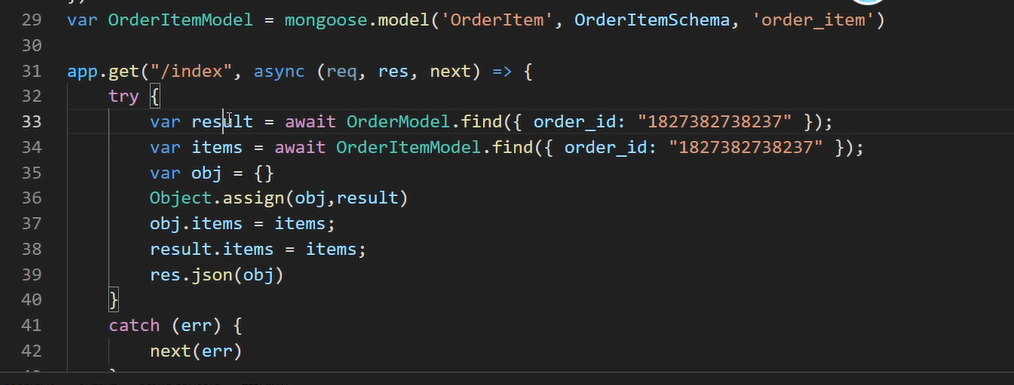 29 var OrderItemModel = mongoose.model('OrderItem', OrderItemSchema, 'order_item')
30
31 app.get("/index", async (req, res, next) => {
32 try {
33 var result = await OrderModel.find({ order_id: "1827382738237" });
34 var items = await OrderItemModel.find({ order_id: "1827382738237" });
35 var obj = {}
36 Object.assign(obj,result)
37 obj.items = items;
38 result.items = items;
39 res.json(obj)
40 }
41 catch (err) {
42 next(err)